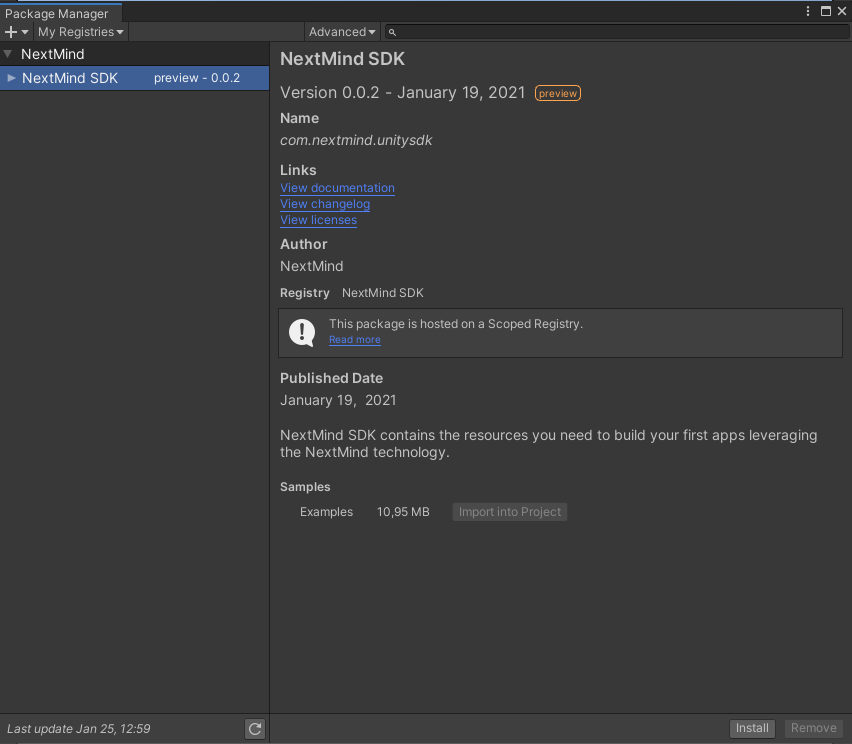 Package Manager
My Registries
Advanced
NextMind
NextMind SDK preview - 0.0.2
NextMind SDK
Version 0.0.2 - January 19, 2021 preview
Name
com.nextmind.unitysdk
Links
View documentation
View changelog
View licenses
Author
NextMind
Registry NextMind SDK
This package is hosted on a Scoped Registry.
Read more
Published Date
January 19, 2021
NextMind SDK contains the resources you need to build your first apps leveraging
the NextMind technology.
Samples
Examples 10,95 MB Import into Project
Last update Jan 25, 12:59
Install Remove